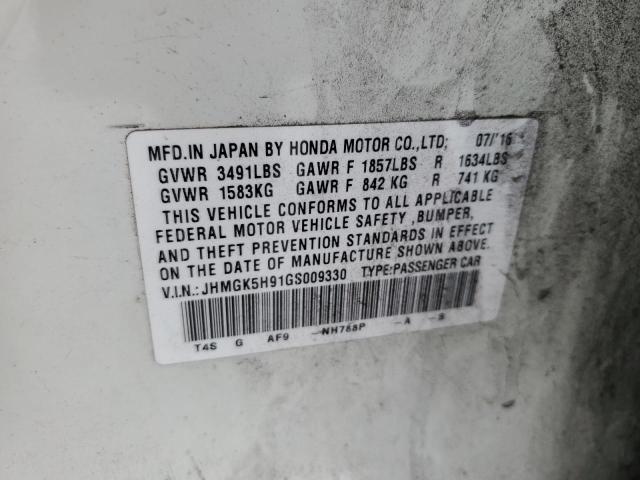 MFD.IN JAPAN BY HONDA MOTOR CO.,LTD; 07/'16
GVWR 3491LBS GAWR F 1857LBS R 1634LBS
GVWR 1583KG GAWR F 842 KG R 741 KG
THIS VEHICLE CONFORMS TO ALL APPLICABLE
FEDERAL MOTOR VEHICLE SAFETY ,BUMPER,
AND THEFT PREVENTION STANDARDS IN EFFECT
ON THE DATE OF MANUFACTURE SHOWN ABOVE.
V.I.N.:JHMGK5H91GS009330 TYPE:PASSENGER CAR
T4S G AF9 -NH788P -A -S